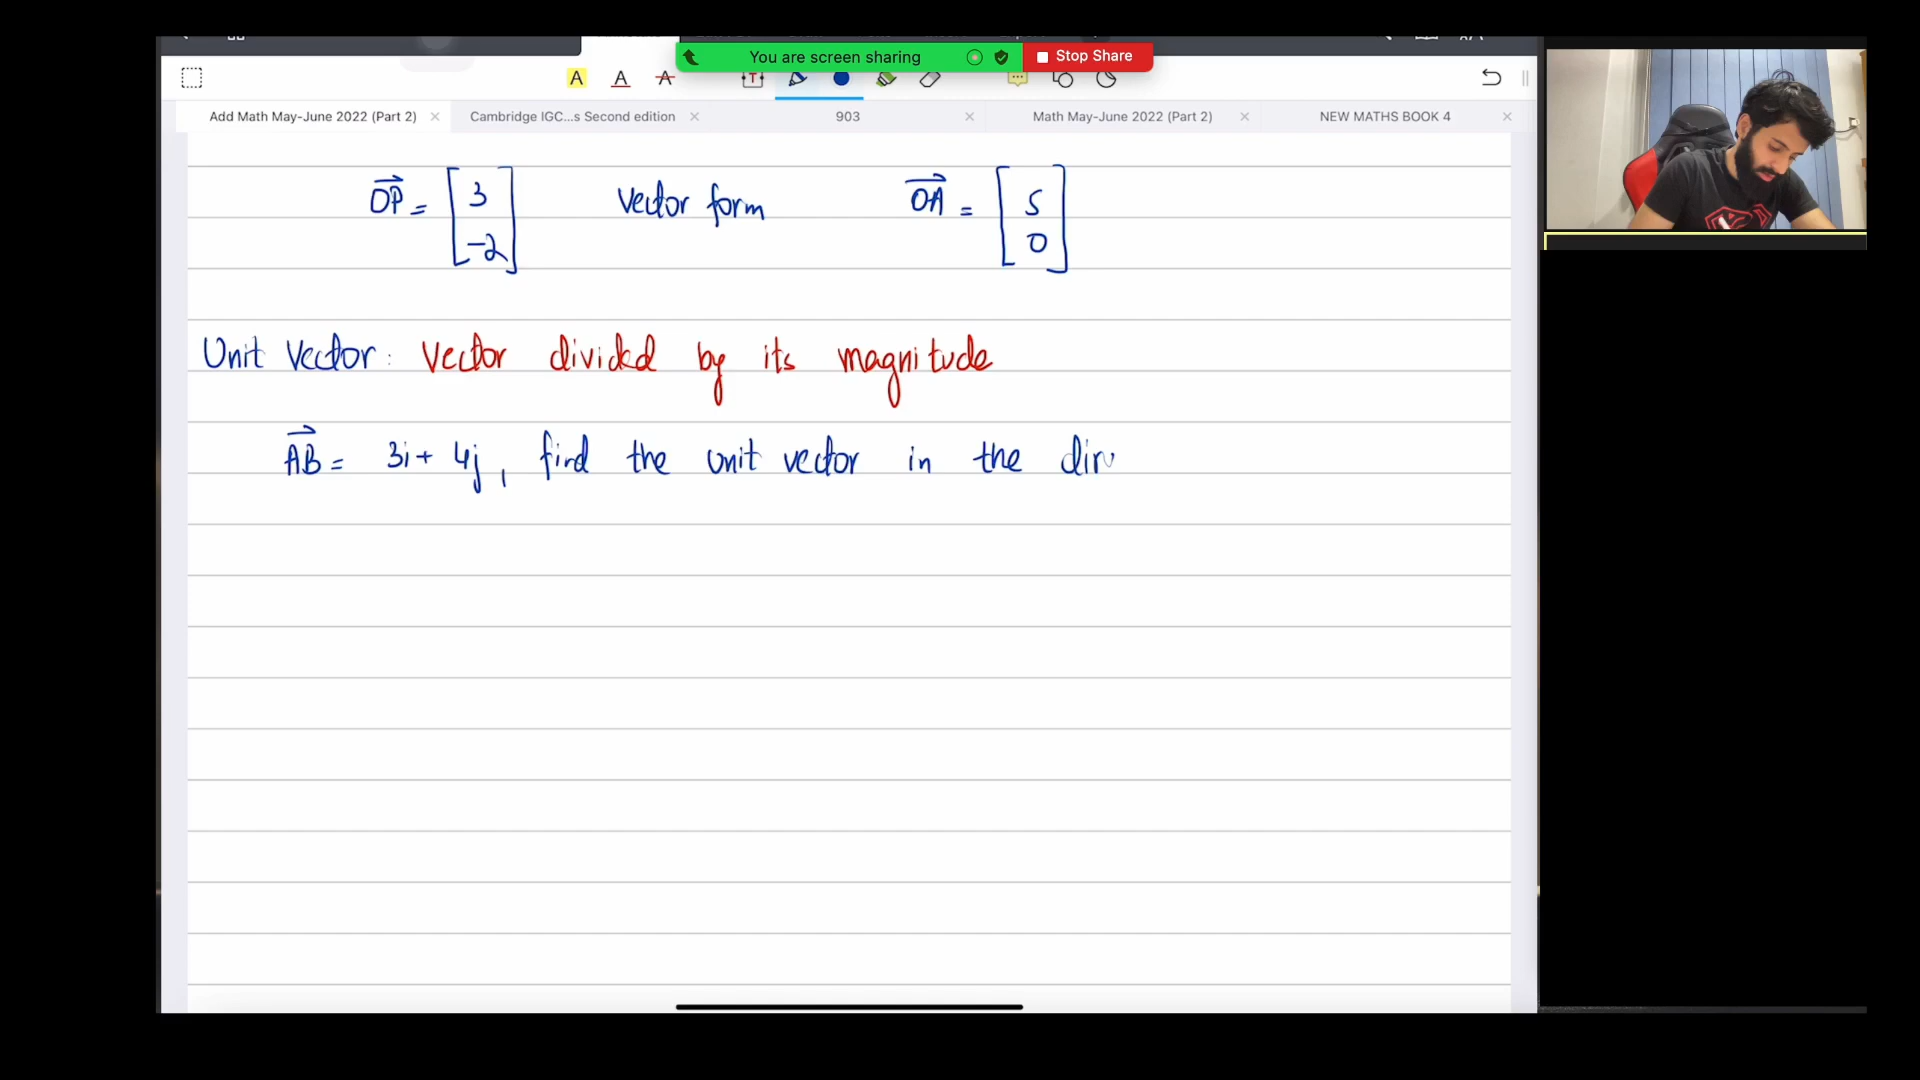 You are screen sharing Stop Share
A A A T
Add Math May-June 2022 (Part 2) Cambridge IGC...s Second edition 903 Math May-June 2022 (Part 2) NEW MATHS BOOK 4
OP = [3 -2] Vector form OA = [5 0]
Unit Vector: Vector divided by its magnitude
AB = 3i + 4j, find the unit vector in the dir